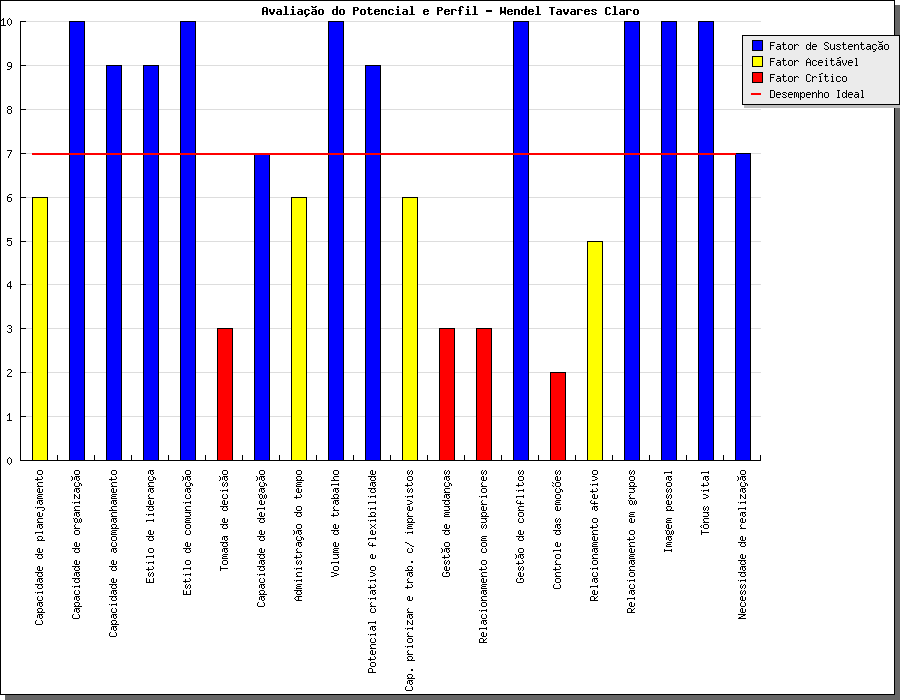 Avaliação do Potencial e Perfil - Wendel Tavares Claro
10
9
8
7
6
5
4
3
2
1
0
Fator de Sustentação
Fator Aceitável
Fator Crítico
Desempenho Ideal
Capacidade de planejamento
Capacidade de organização
Capacidade de acompanhamento
Estilo de liderança
Estilo de comunicação
Tomada de decisão
Capacidade de delegação
Administração do tempo
Volume de trabalho
Potencial criativo e flexibilidade
Cap. priorizar e trab. c/ imprevistos
Gestão de mudanças
Relacionamento com superiores
Gestão de conflitos
Controle das emoções
Relacionamento afetivo
Relacionamento em grupos
Imagem pessoal
Tônus vital
Necessidade de realização